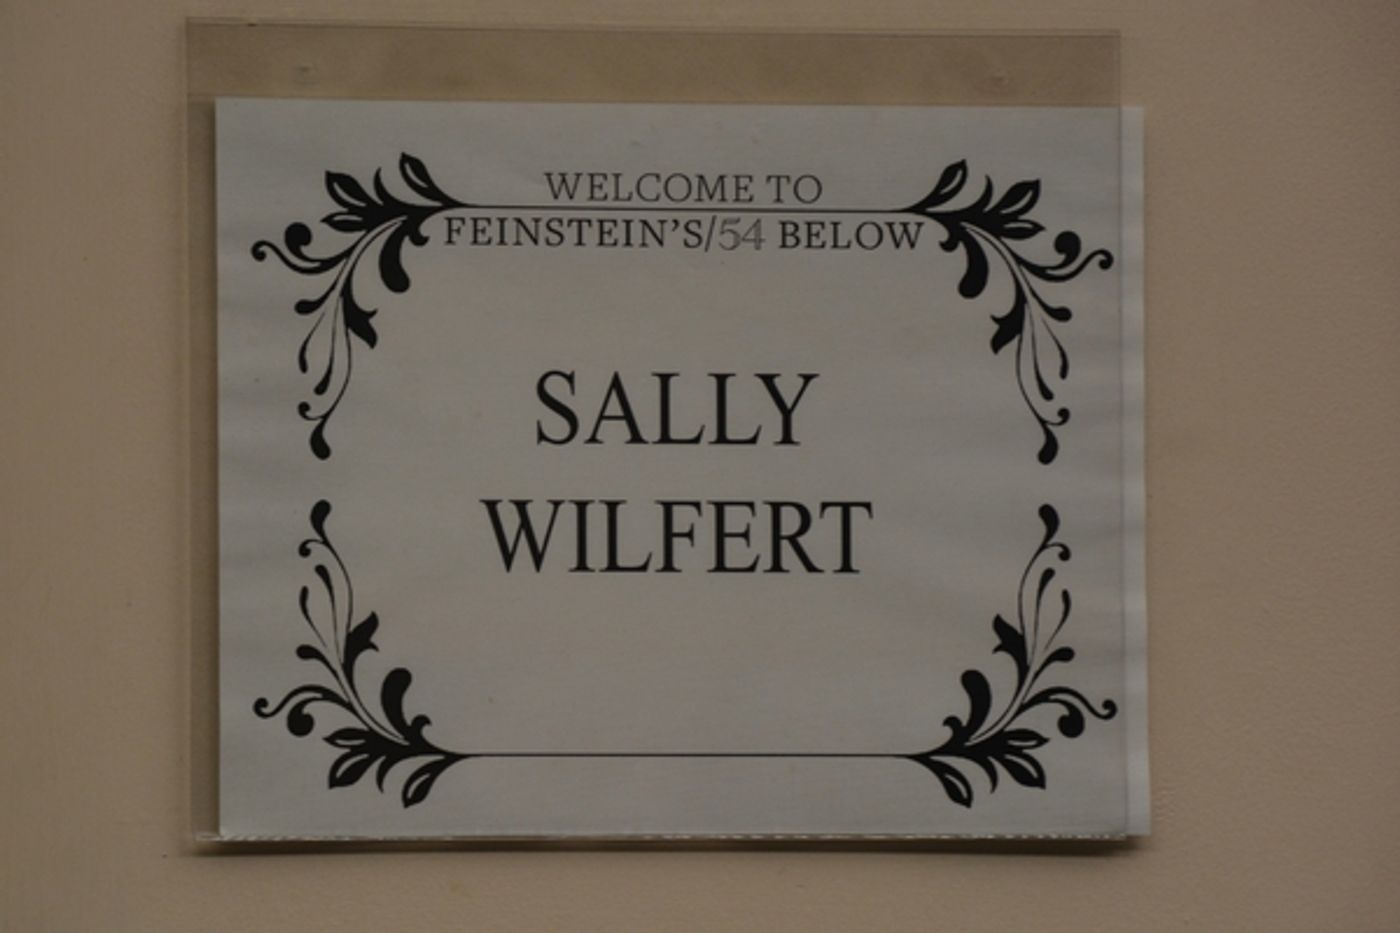 WELCOME TO
FEINSTEIN'S/54 BELOW
SALLY
WILFERT